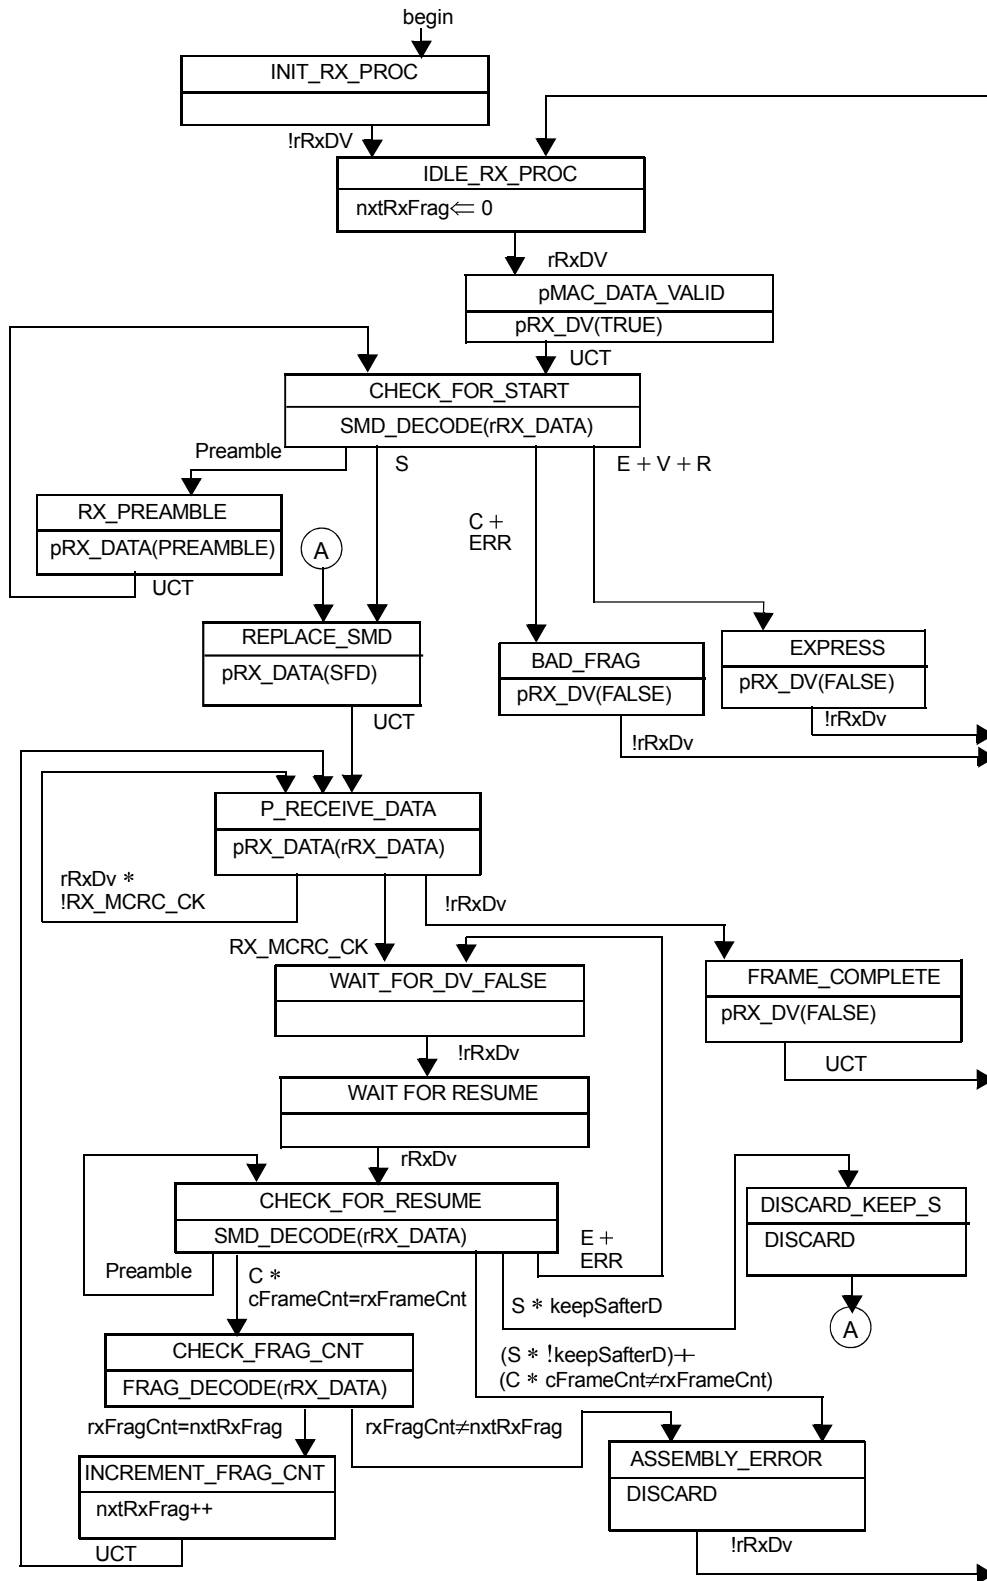 begin
INIT_RX_PROC
!rRxDV
IDLE_RX_PROC
nxtRxFrag⇐ 0
rRxDV
pMAC_DATA_VALID
pRX_DV(TRUE)
UCT
CHECK_FOR_START
SMD_DECODE(rRX_DATA)
Preamble
S
E + V + R
C +
ERR
RX_PREAMBLE
pRX_DATA(PREAMBLE)
UCT
A
REPLACE_SMD
pRX_DATA(SFD)
UCT
BAD_FRAG
pRX_DV(FALSE)
!rRxDv
EXPRESS
pRX_DV(FALSE)
!rRxDv
P_RECEIVE_DATA
pRX_DATA(rRX_DATA)
rRxDv *
!RX_MCRC_CK
RX_MCRC_CK
!rRxDv
WAIT_FOR_DV_FALSE
!rRxDv
FRAME_COMPLETE
pRX_DV(FALSE)
UCT
WAIT FOR RESUME
rRxDv
CHECK_FOR_RESUME
SMD_DECODE(rRX_DATA)
Preamble
C *
cFrameCnt=rxFrameCnt
E +
ERR
S * keepSafterD
DISCARD_KEEP_S
DISCARD
A
(S * !keepSafterD)+
(C * cFrameCnt≠rxFrameCnt)
CHECK_FRAG_CNT
FRAG_DECODE(rRX_DATA)
rxFragCnt=nxtRxFrag
rxFragCnt≠nxtRxFrag
INCREMENT_FRAG_CNT
nxtRxFrag++
UCT
ASSEMBLY_ERROR
DISCARD
!rRxDv